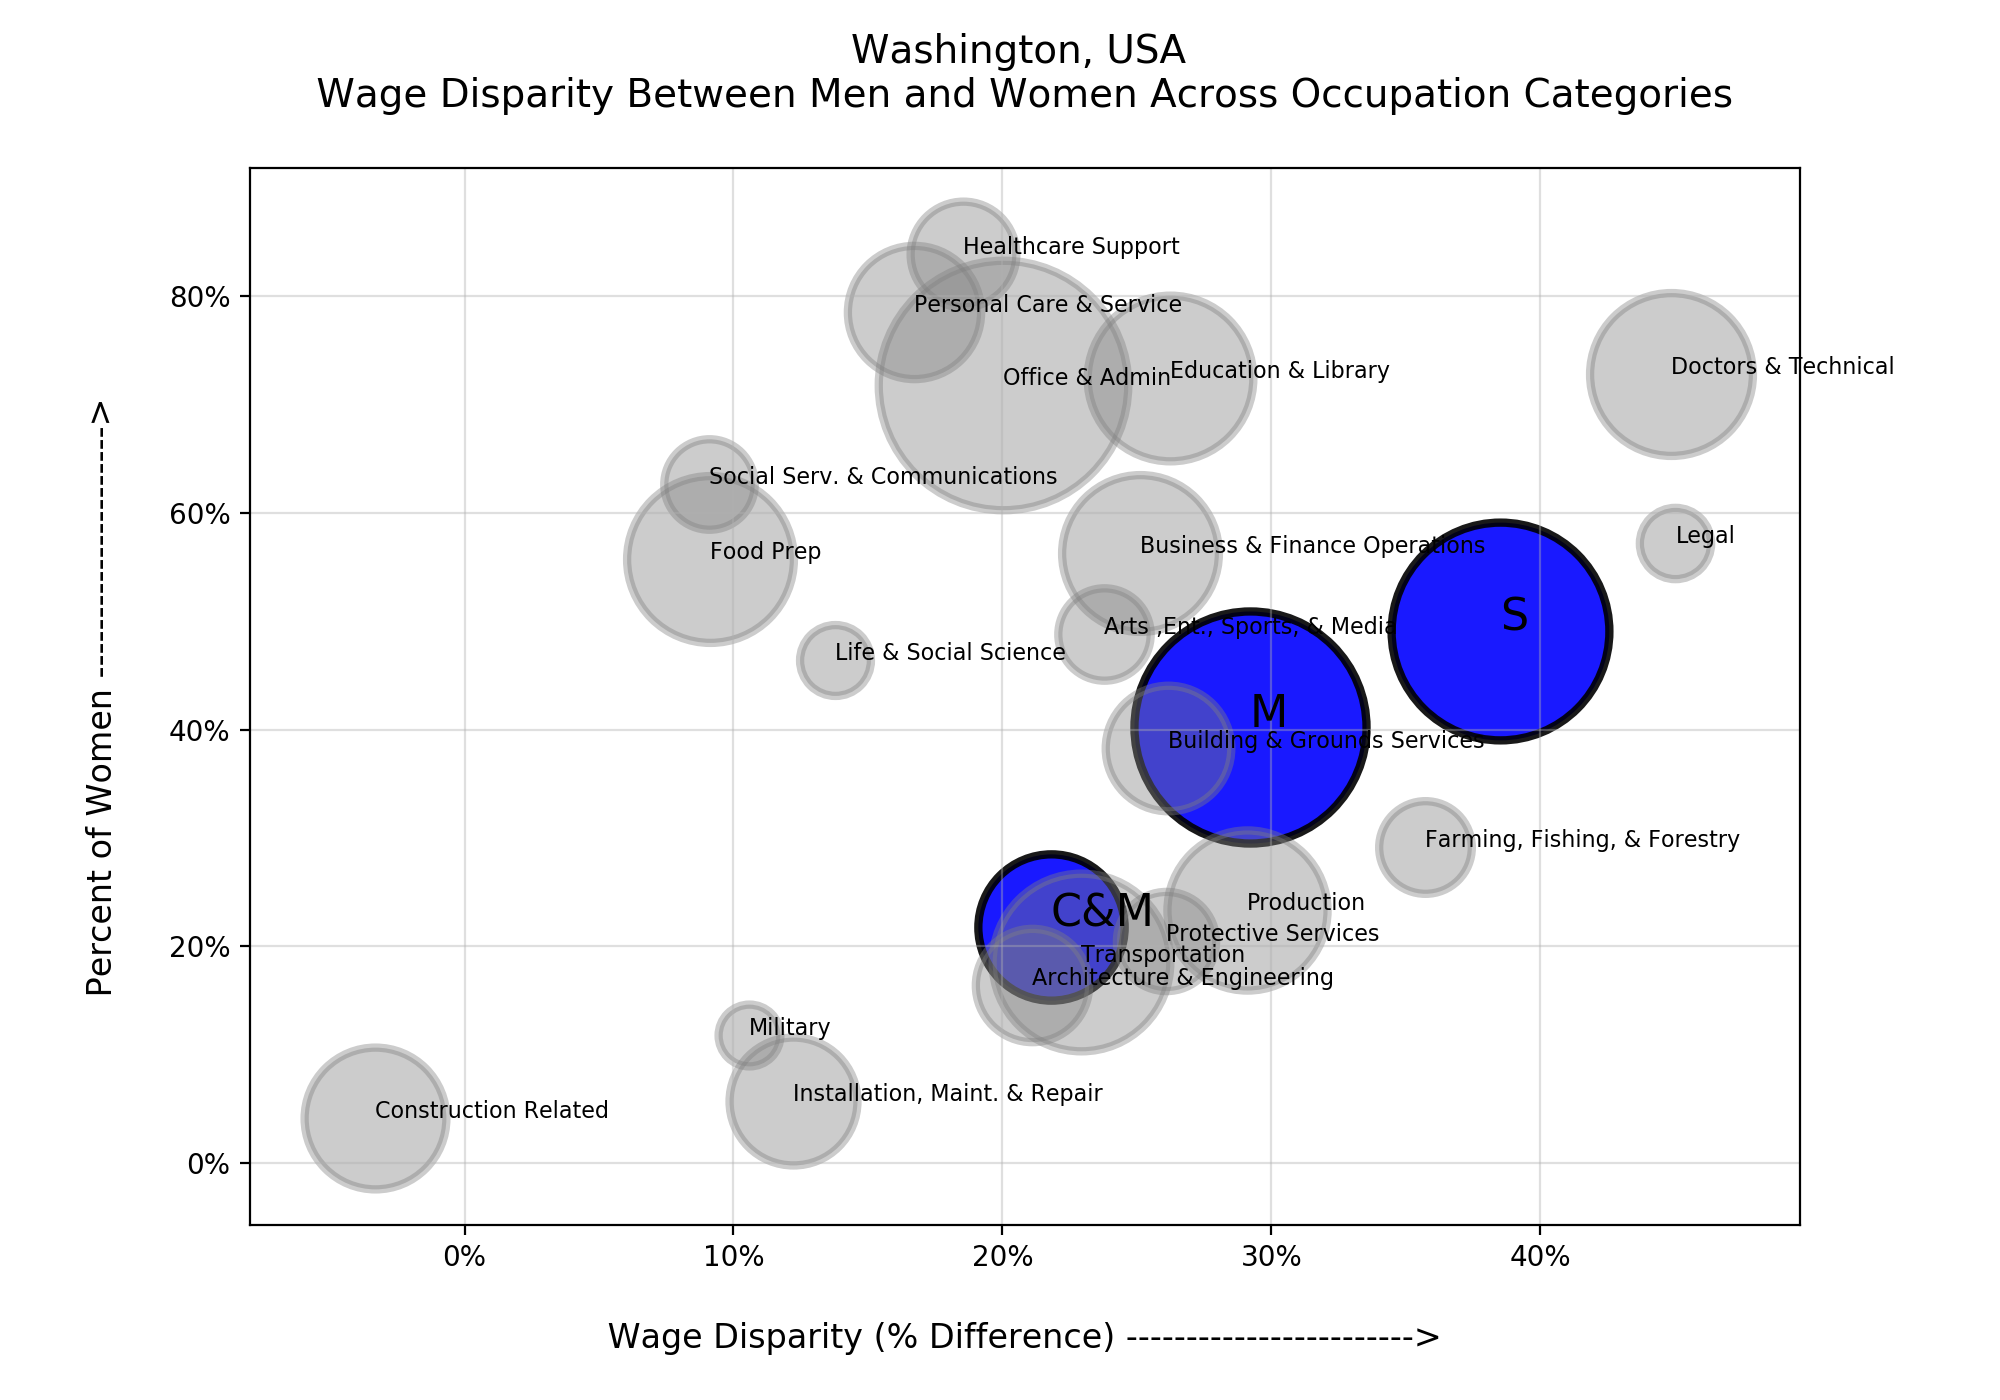 Washington, USA
Wage Disparity Between Men and Women Across Occupation Categories
Percent of Women --------------------->
80%
60%
40%
20%
0%
Healthcare Support
Personal Care & Service
Office & Admin
Education & Library
Doctors & Technical
Social Serv. & Communications
Food Prep
Business & Finance Operations
Legal
S
Arts ,Ent., Sports, & Media
Life & Social Science
M
Building & Grounds Services
Farming, Fishing, & Forestry
C&M
Production
Protective Services
Transportation
Architecture & Engineering
Military
Installation, Maint. & Repair
Construction Related
0%
10%
20%
30%
40%
Wage Disparity (% Difference) ------------------------>